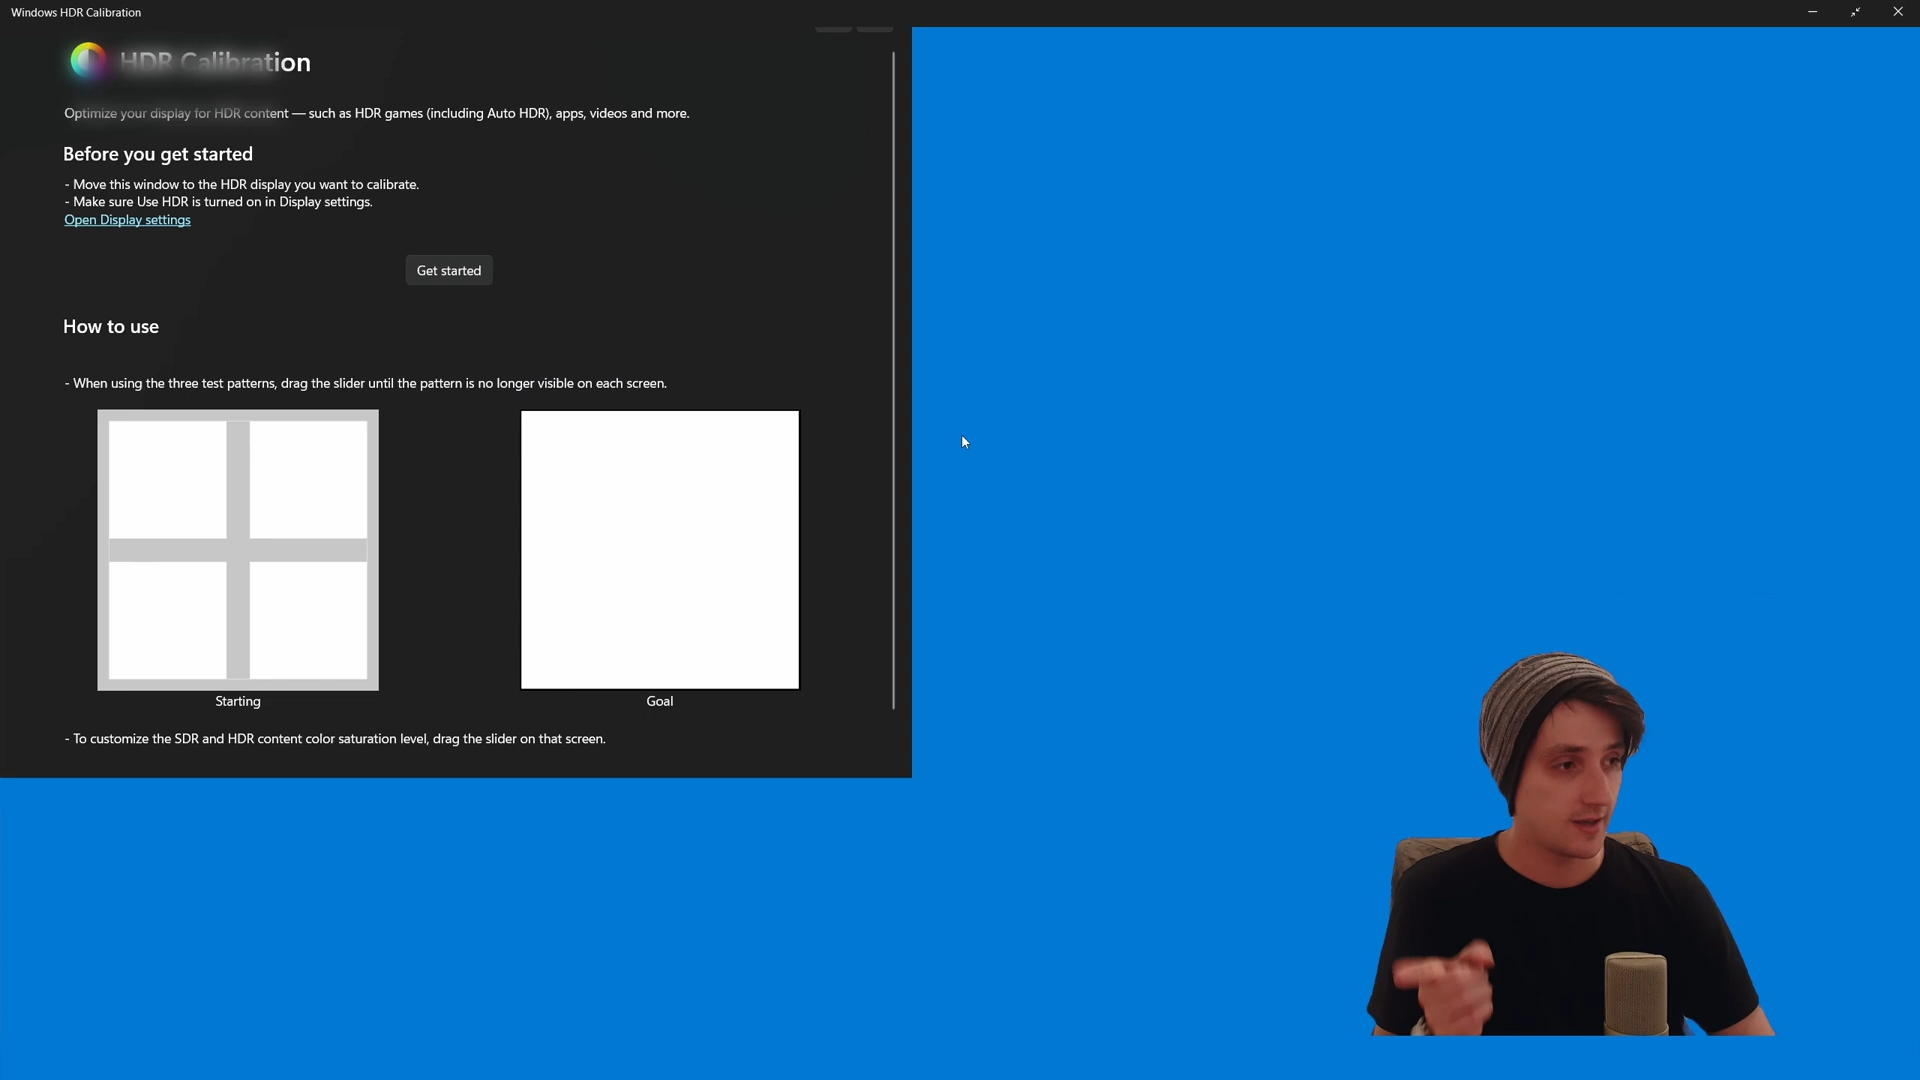 Windows HDR Calibration
HDR Calibration
Optimize your display for HDR content — such as HDR games (including Auto HDR), apps, videos and more.
Before you get started
- Move this window to the HDR display you want to calibrate.
- Make sure Use HDR is turned on in Display settings.
Open Display settings
Get started
How to use
- When using the three test patterns, drag the slider until the pattern is no longer visible on each screen.
Starting
Goal
- To customize the SDR and HDR content color saturation level, drag the slider on that screen.